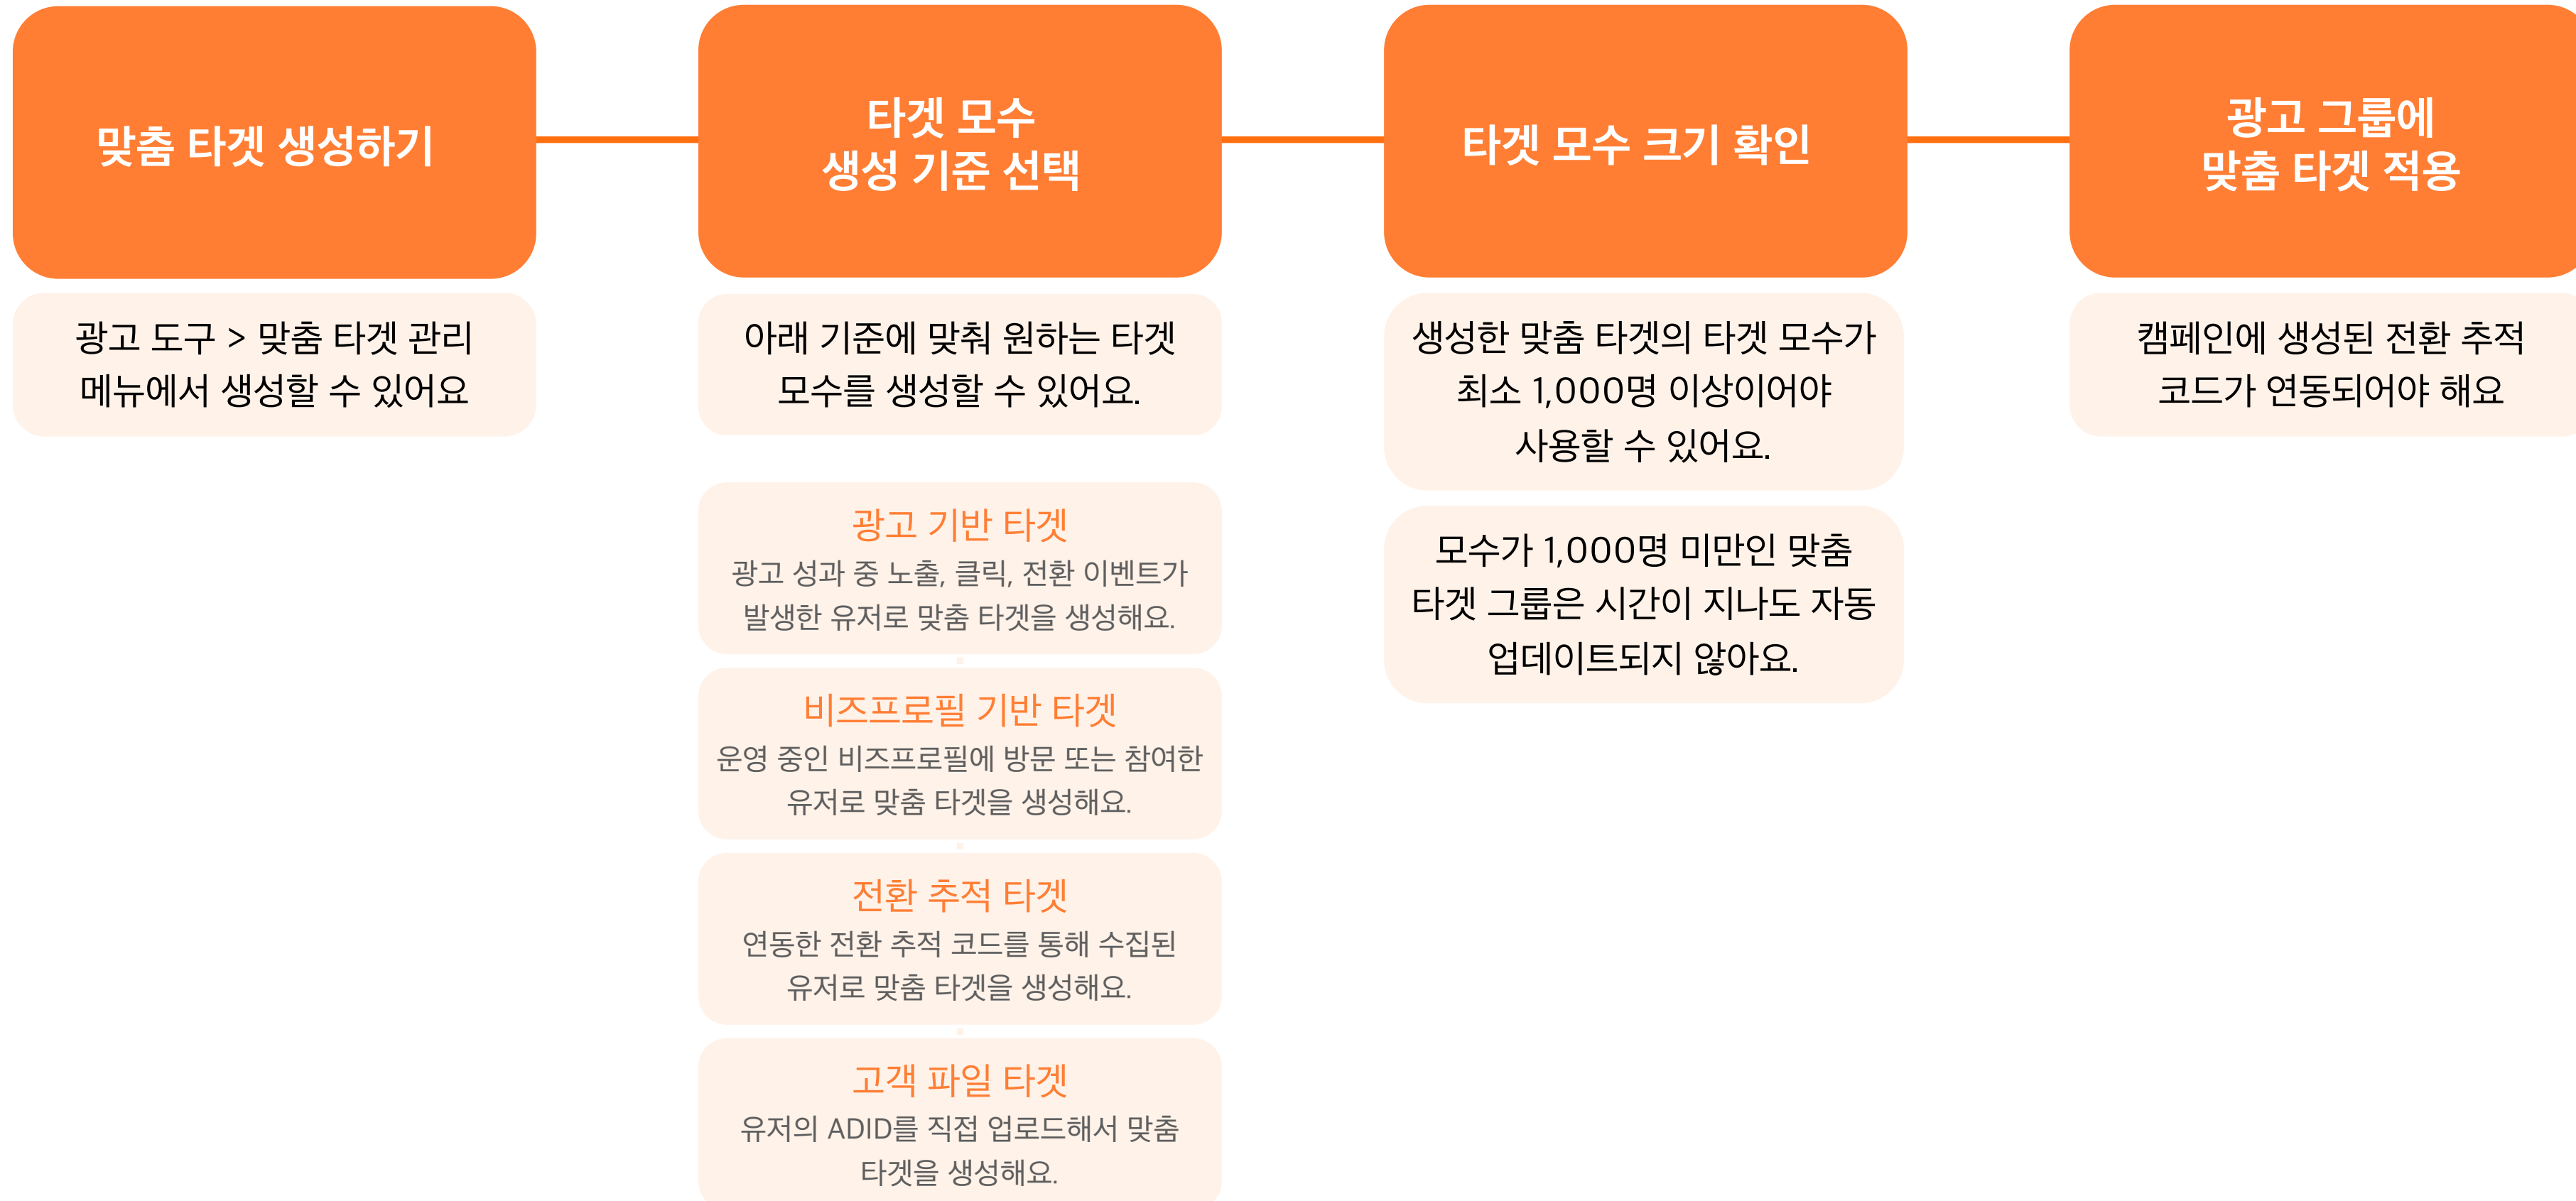 맞춤 타겟 생성하기
광고 도구 > 맞춤 타겟 관리
메뉴에서 생성할 수 있어요
타겟 모수
생성 기준 선택
아래 기준에 맞춰 원하는 타겟
모수를 생성할 수 있어요.
광고 기반 타겟
광고 성과 중 노출, 클릭, 전환 이벤트가
발생한 유저로 맞춤 타겟을 생성해요.
비즈프로필 기반 타겟
운영 중인 비즈프로필에 방문 또는 참여한
유저로 맞춤 타겟을 생성해요.
전환 추적 타겟
연동한 전환 추적 코드를 통해 수집된
유저로 맞춤 타겟을 생성해요.
고객 파일 타겟
유저의 ADID를 직접 업로드해서 맞춤
타겟을 생성해요.
타겟 모수 크기 확인
생성한 맞춤 타겟의 타겟 모수가
최소 1,000명 이상이어야
사용할 수 있어요.
모수가 1,000명 미만인 맞춤
타겟 그룹은 시간이 지나도 자동
업데이트되지 않아요.
광고 그룹에
맞춤 타겟 적용
캠페인에 생성된 전환 추적
코드가 연동되어야 해요